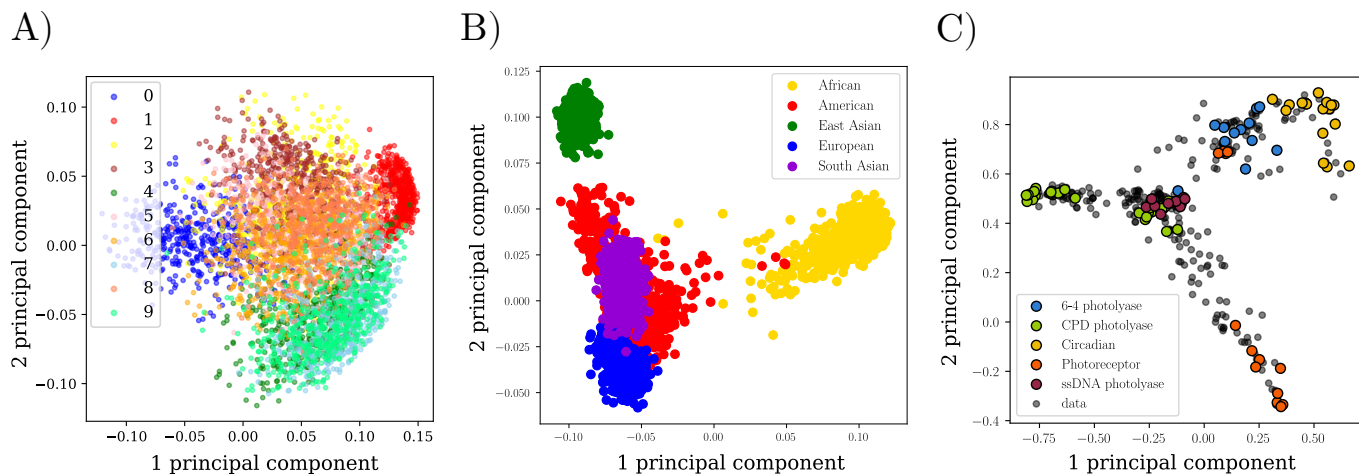 A)
2 principal component
0.10
0.05
0.00
−0.05
−0.10
0
1
2
3
4
5
6
7
8
9
−0.10
−0.05
0.00
0.05
0.10
0.15
1 principal component
B)
2 principal component
0.125
0.100
0.075
0.050
0.025
0.000
−0.025
−0.050
African
American
East Asian
European
South Asian
−0.10
−0.05
0.00
0.05
0.10
1 principal component
C)
2 principal component
0.8
0.6
0.4
0.2
0.0
−0.2
−0.4
6-4 photolyase
CPD photolyase
Circadian
Photoreceptor
ssDNA photolyase
data
−0.75
−0.50
−0.25
0.00
0.25
0.50
1 principal component